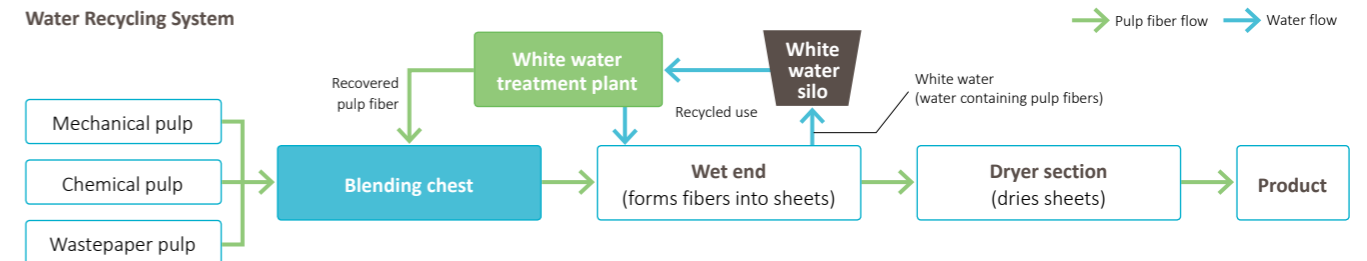 Water Recycling System
Pulp fiber flow
Water flow
White water
treatment plant
White
water
silo
Recovered
pulp fiber
Recycled use
White water
(water containing pulp fibers)
Mechanical pulp
Chemical pulp
Wastepaper pulp
Blending chest
Wet end
(forms fibers into sheets)
Dryer section
(dries sheets)
Product